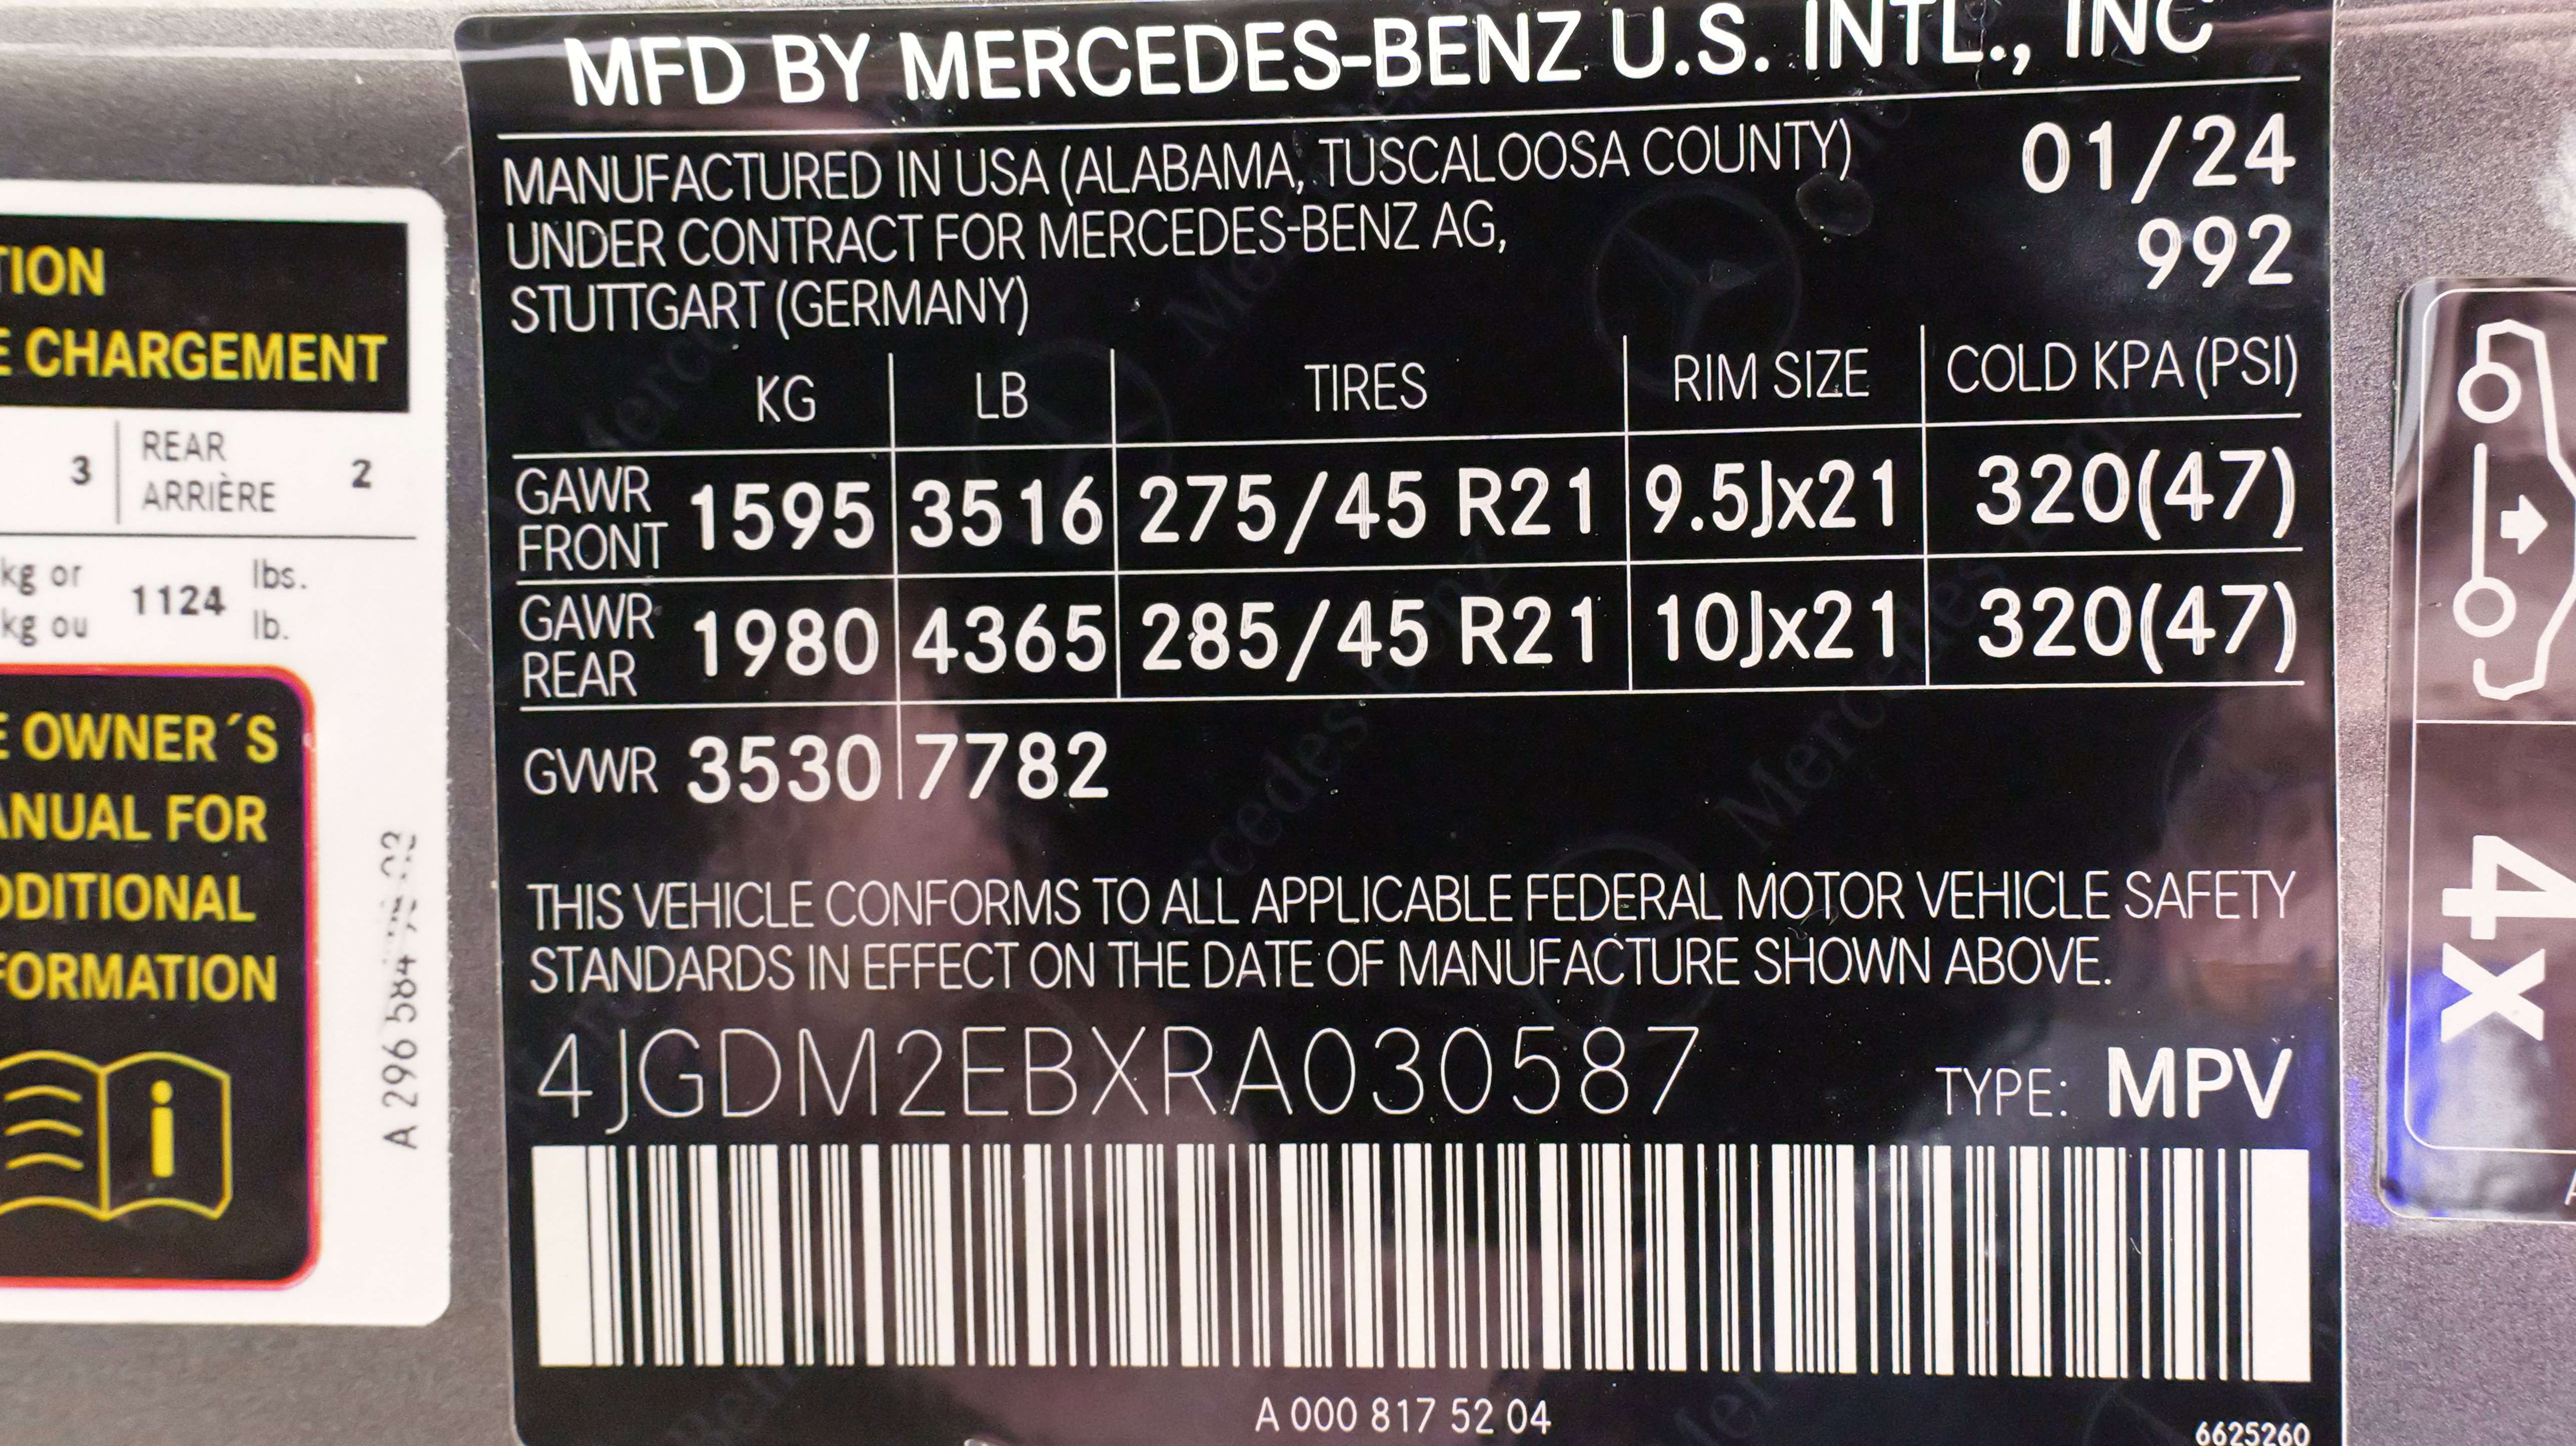 TION
E CHARGEMENT
3 REAR 2
ARRIÈRE
kg or 1124 lbs.
kg ou lb.
E OWNER´S
ANUAL FOR
DDITIONAL
FORMATION
A 296 584
MFD BY MERCEDES-BENZ U.S. INTL., INC
MANUFACTURED IN USA (ALABAMA, TUSCALOOSA COUNTY) 01/24
UNDER CONTRACT FOR MERCEDES-BENZ AG, 992
STUTTGART (GERMANY)
KG LB TIRES RIM SIZE COLD KPA (PSI)
GAWR FRONT 1595 3516 275/45 R21 9.5Jx21 320(47)
GAWR REAR 1980 4365 285/45 R21 10Jx21 320(47)
GVWR 3530 7782
THIS VEHICLE CONFORMS TO ALL APPLICABLE FEDERAL MOTOR VEHICLE SAFETY
STANDARDS IN EFFECT ON THE DATE OF MANUFACTURE SHOWN ABOVE.
4JGDM2EBXRA030587 TYPE: MPV
A 000 817 52 04
6625260
4x